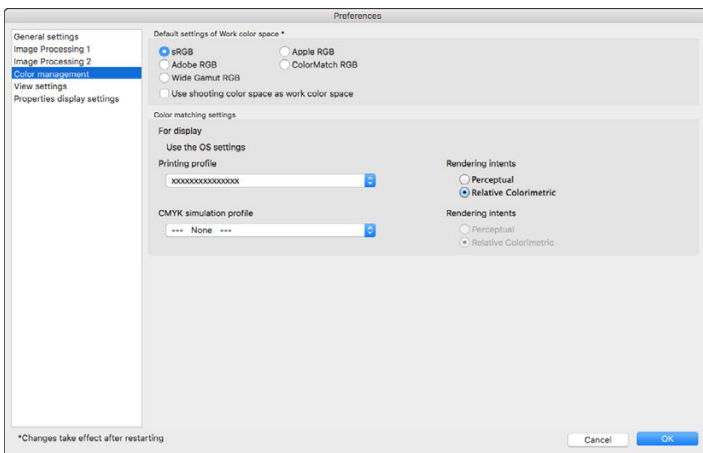 Preferences
General settings
Image Processing 1
Image Processing 2
Color management
View settings
Properties display settings
Default settings of Work color space *
sRGB
Apple RGB
Adobe RGB
ColorMatch RGB
Wide Gamut RGB
Use shooting color space as work color space
Color matching settings
For display
Use the OS settings
Printing profile
Rendering intents
xxxxxxxxxxxxxxx
Perceptual
Relative Colorimetric
CMYK simulation profile
Rendering intents
--- None ---
Perceptual
Relative Colorimetric
*Changes take effect after restarting
Cancel
OK